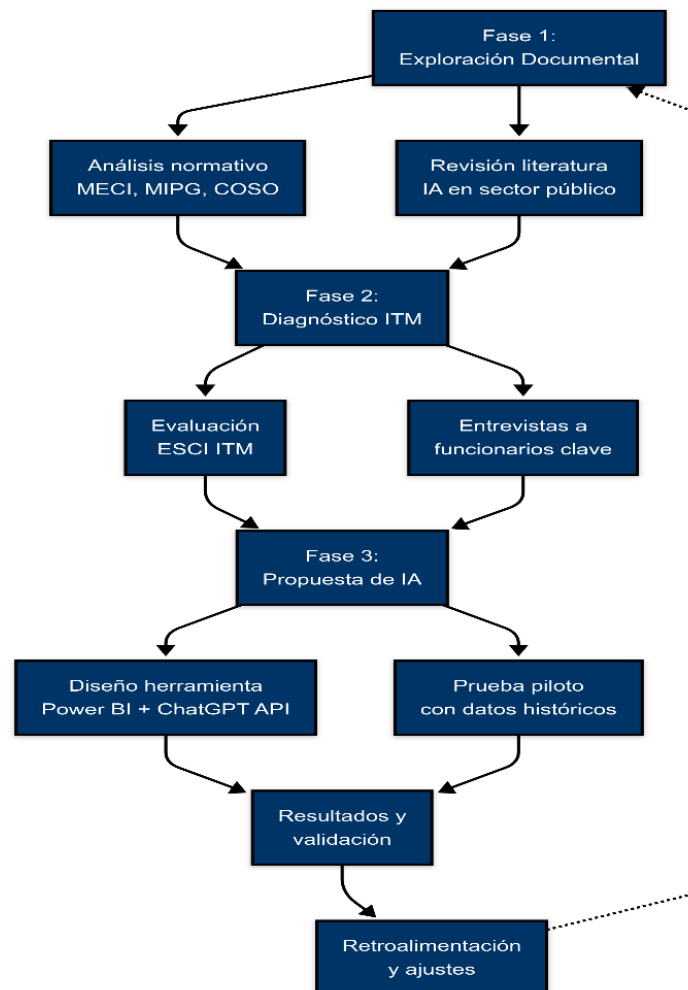 Fase 1:
Exploración Documental
Análisis normativo
MECI, MIPG, COSO
Revisión literatura
IA en sector público
Fase 2:
Diagnóstico ITM
Evaluación
ESCI ITM
Entrevistas a
funcionarios clave
Fase 3:
Propuesta de IA
Diseño herramienta
Power BI + ChatGPT API
Prueba piloto
con datos históricos
Resultados y
validación
Retroalimentación
y ajustes